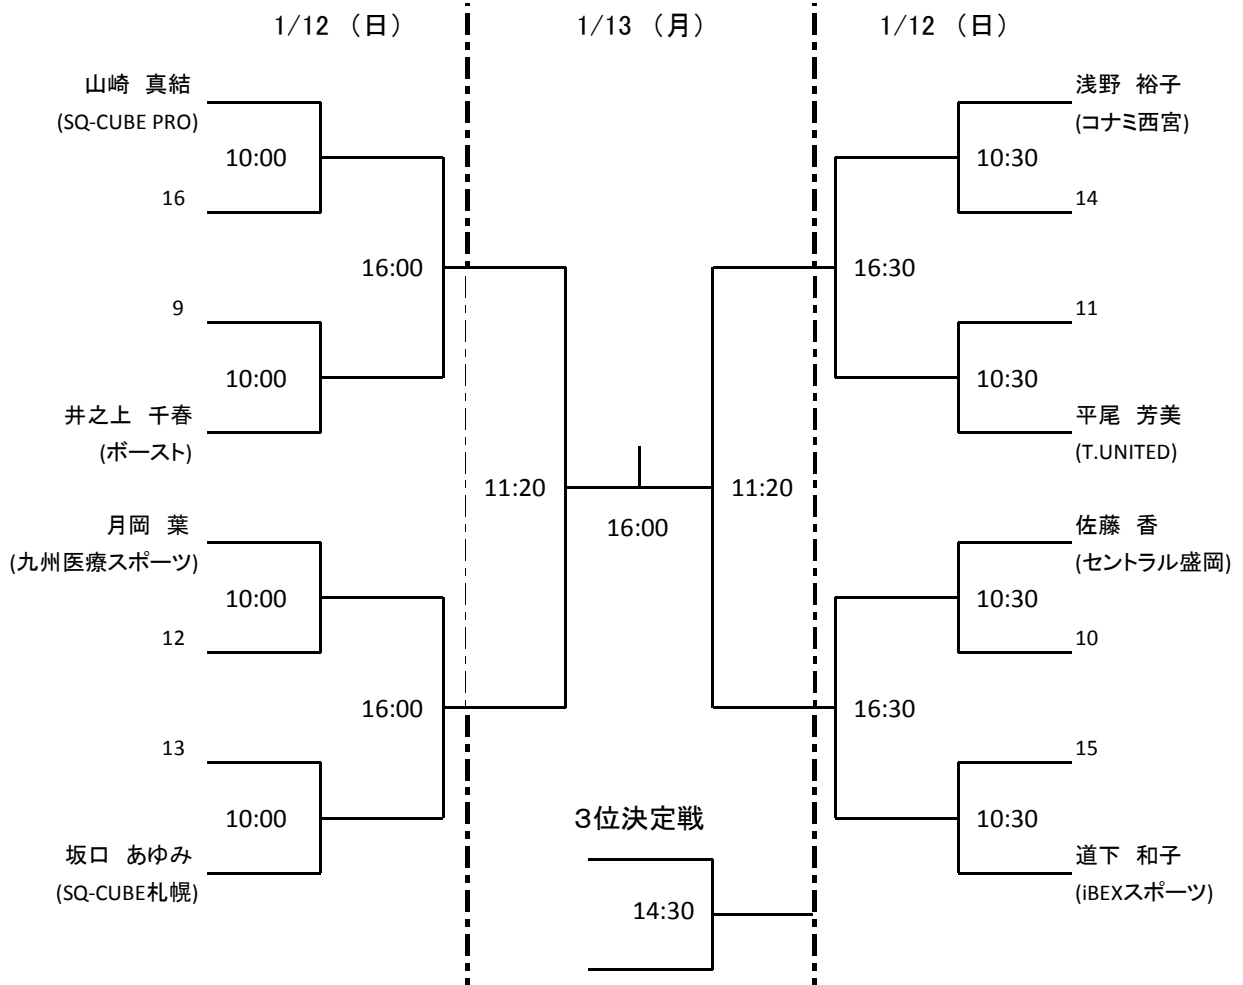 1/12 （日）
1/13 （月）
1/12 （日）
山崎　真結
(SQ-CUBE PRO)
10:00
16
16:00
9
10:00
井之上　千春
(ボースト)
11:20
月岡　葉
(九州医療スポーツ)
10:00
12
16:00
13
10:00
坂口　あゆみ
(SQ-CUBE札幌)
16:00
３位決定戦
14:30
浅野　裕子
(コナミ西宮)
10:30
14
16:30
11
10:30
平尾　芳美
(T.UNITED)
11:20
佐藤　香
(セントラル盛岡)
10:30
10
16:30
15
10:30
道下　和子
(iBEXスポーツ)